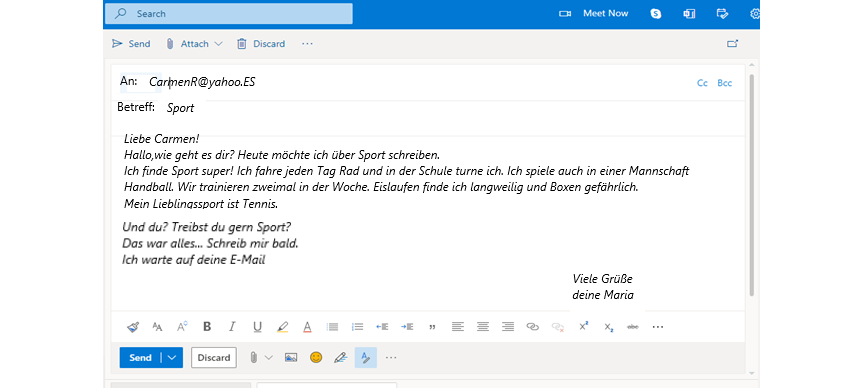 Search
Meet Now
Send Attach Discard ...
An: CarmenR@yahoo.ES Cc Bcc
Betreff: Sport
Liebe Carmen!
Hallo,wie geht es dir? Heute möchte ich über Sport schreiben.
Ich finde Sport super! Ich fahre jeden Tag Rad und in der Schule turne ich. Ich spiele auch in einer Mannschaft
Handball. Wir trainieren zweimal in der Woche. Eislaufen finde ich langweilig und Boxen gefährlich.
Mein Lieblingssport ist Tennis.
Und du? Treibst du gern Sport?
Das war alles... Schreib mir bald.
Ich warte auf deine E-Mail
Viele Grüße
deine Maria
Send Discard